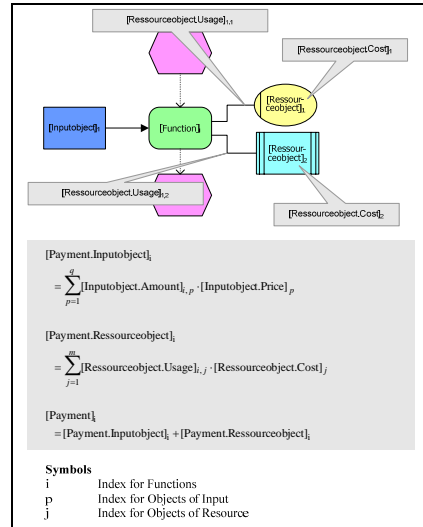 [Ressourceobject.Usage]1,1
[Ressourceobject.Cost]1
[Ressour-
ceobject]1
[Inputobject]1
[Function]i
[Ressour-
ceobject]2
[Ressourceobject.Usage]1,2
[Ressourceobject.Cost]2
[Payment.Inputobject]i
= ∑ q p=1 [Inputobject.Amount]i, p · [Inputobject.Price] p
[Payment.Ressourceobject]i
= ∑ m j=1 [Ressourceobject.Usage]i, j · [Ressourceobject.Cost] j
[Payment]i
= [Payment.Inputobject]i + [Payment.Ressourceobject]i
Symbols
i Index for Functions
p Index for Objects of Input
j Index for Objects of Resource